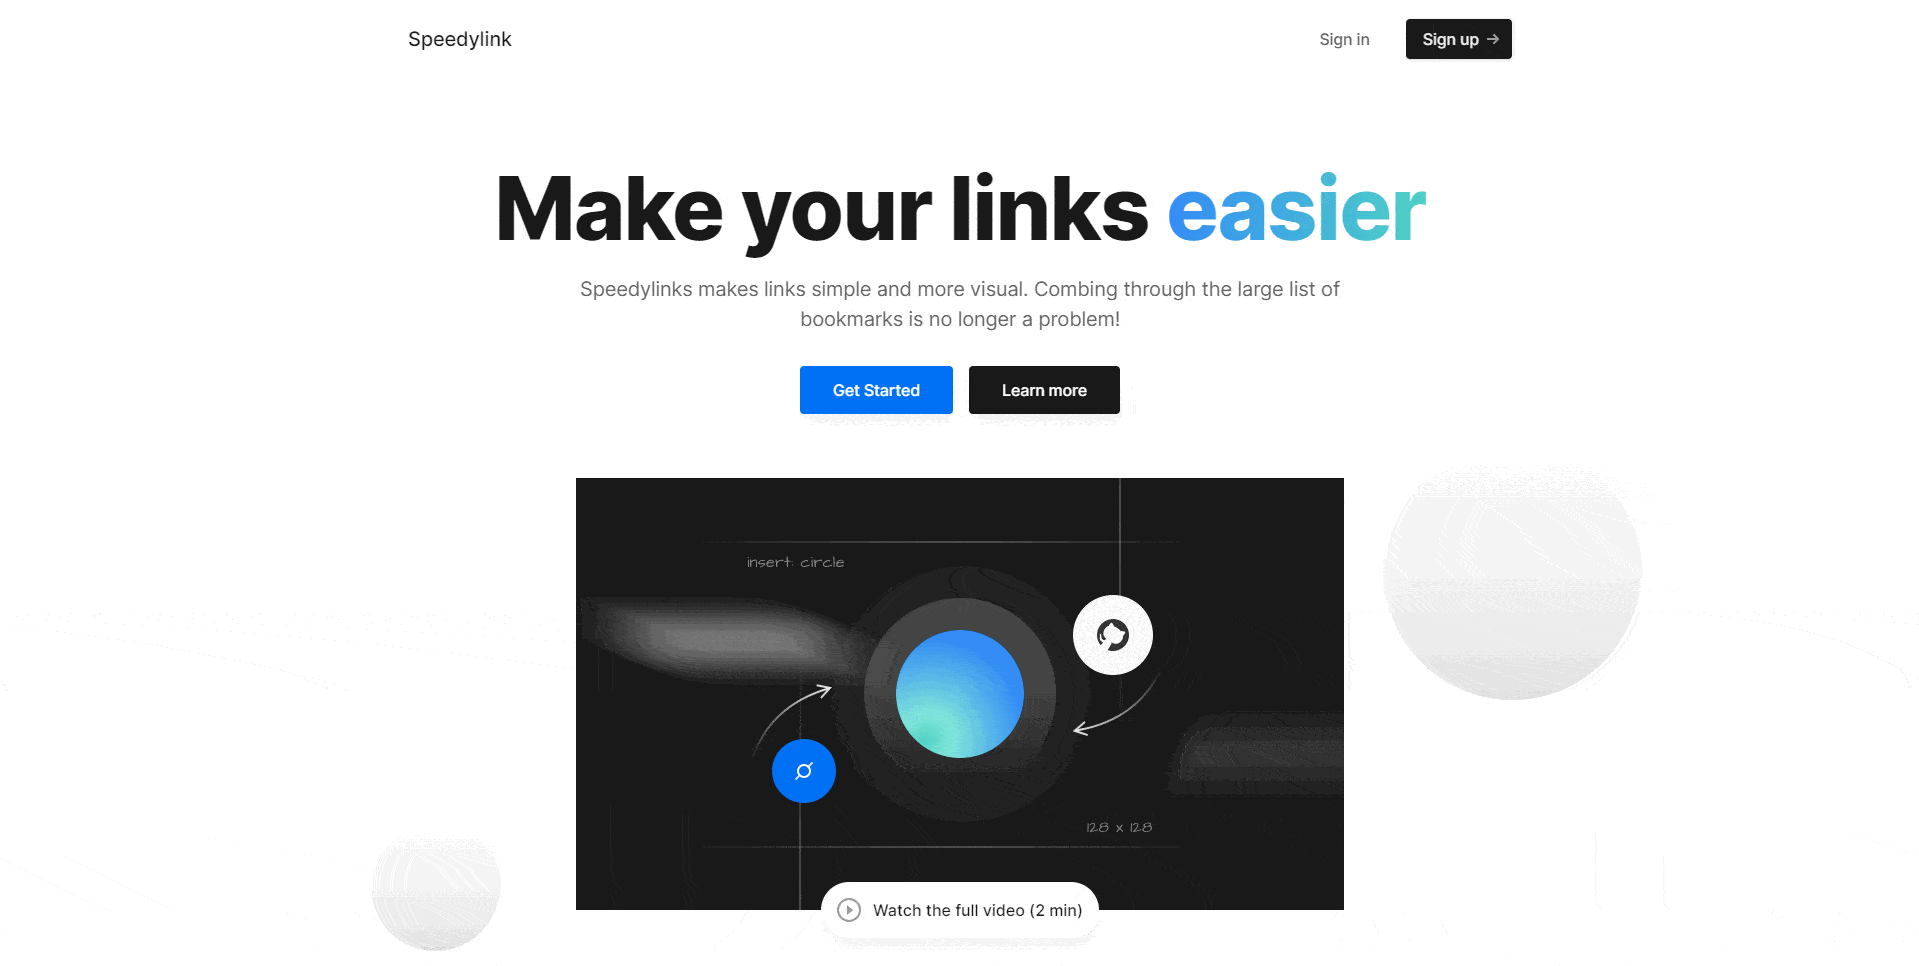 Speedylink
Sign in
Sign up
Make your links easier
Speedylinks makes links simple and more visual. Combing through the large list of
bookmarks is no longer a problem!
Get Started
Learn more
insert: circle
128 x 128
Watch the full video (2 min)